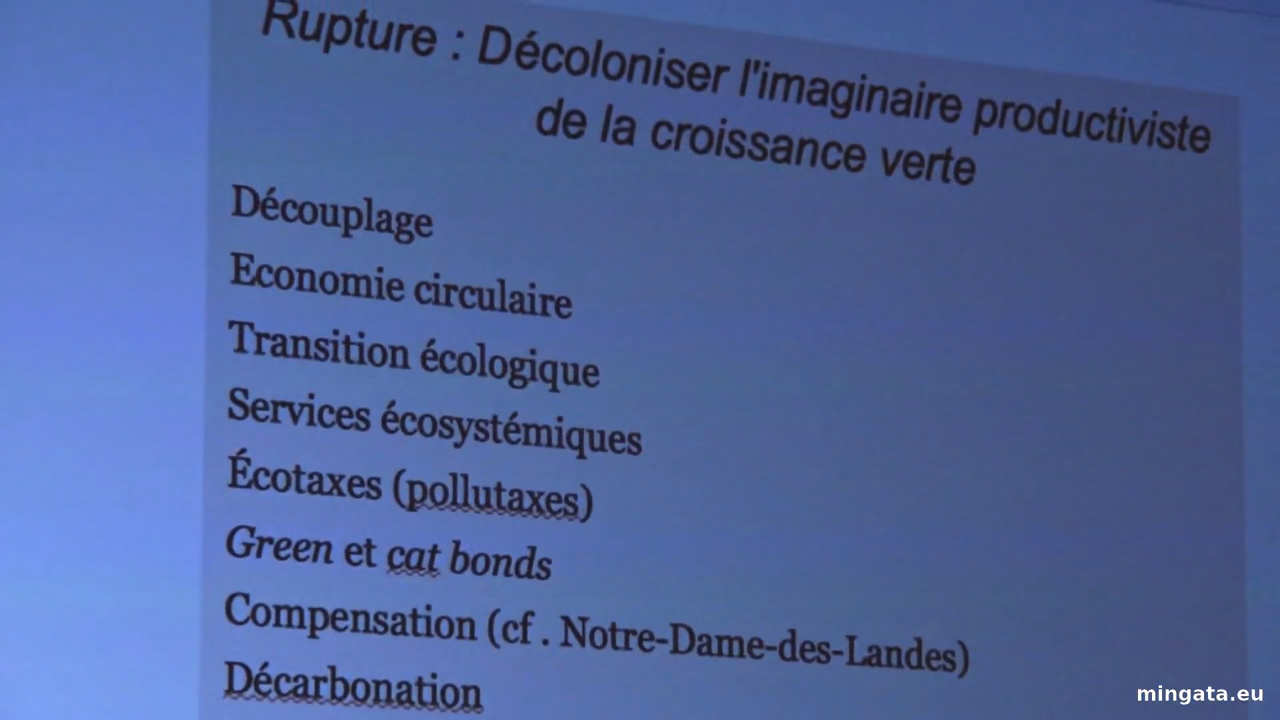 Rupture : Décoloniser l'imaginaire productiviste
de la croissance verte
Découplage
Economie circulaire
Transition écologique
Services écosystémiques
Écotaxes (pollutaxes)
Green et cat bonds
Compensation (cf . Notre-Dame-des-Landes)
Décarbonation
mingata.eu